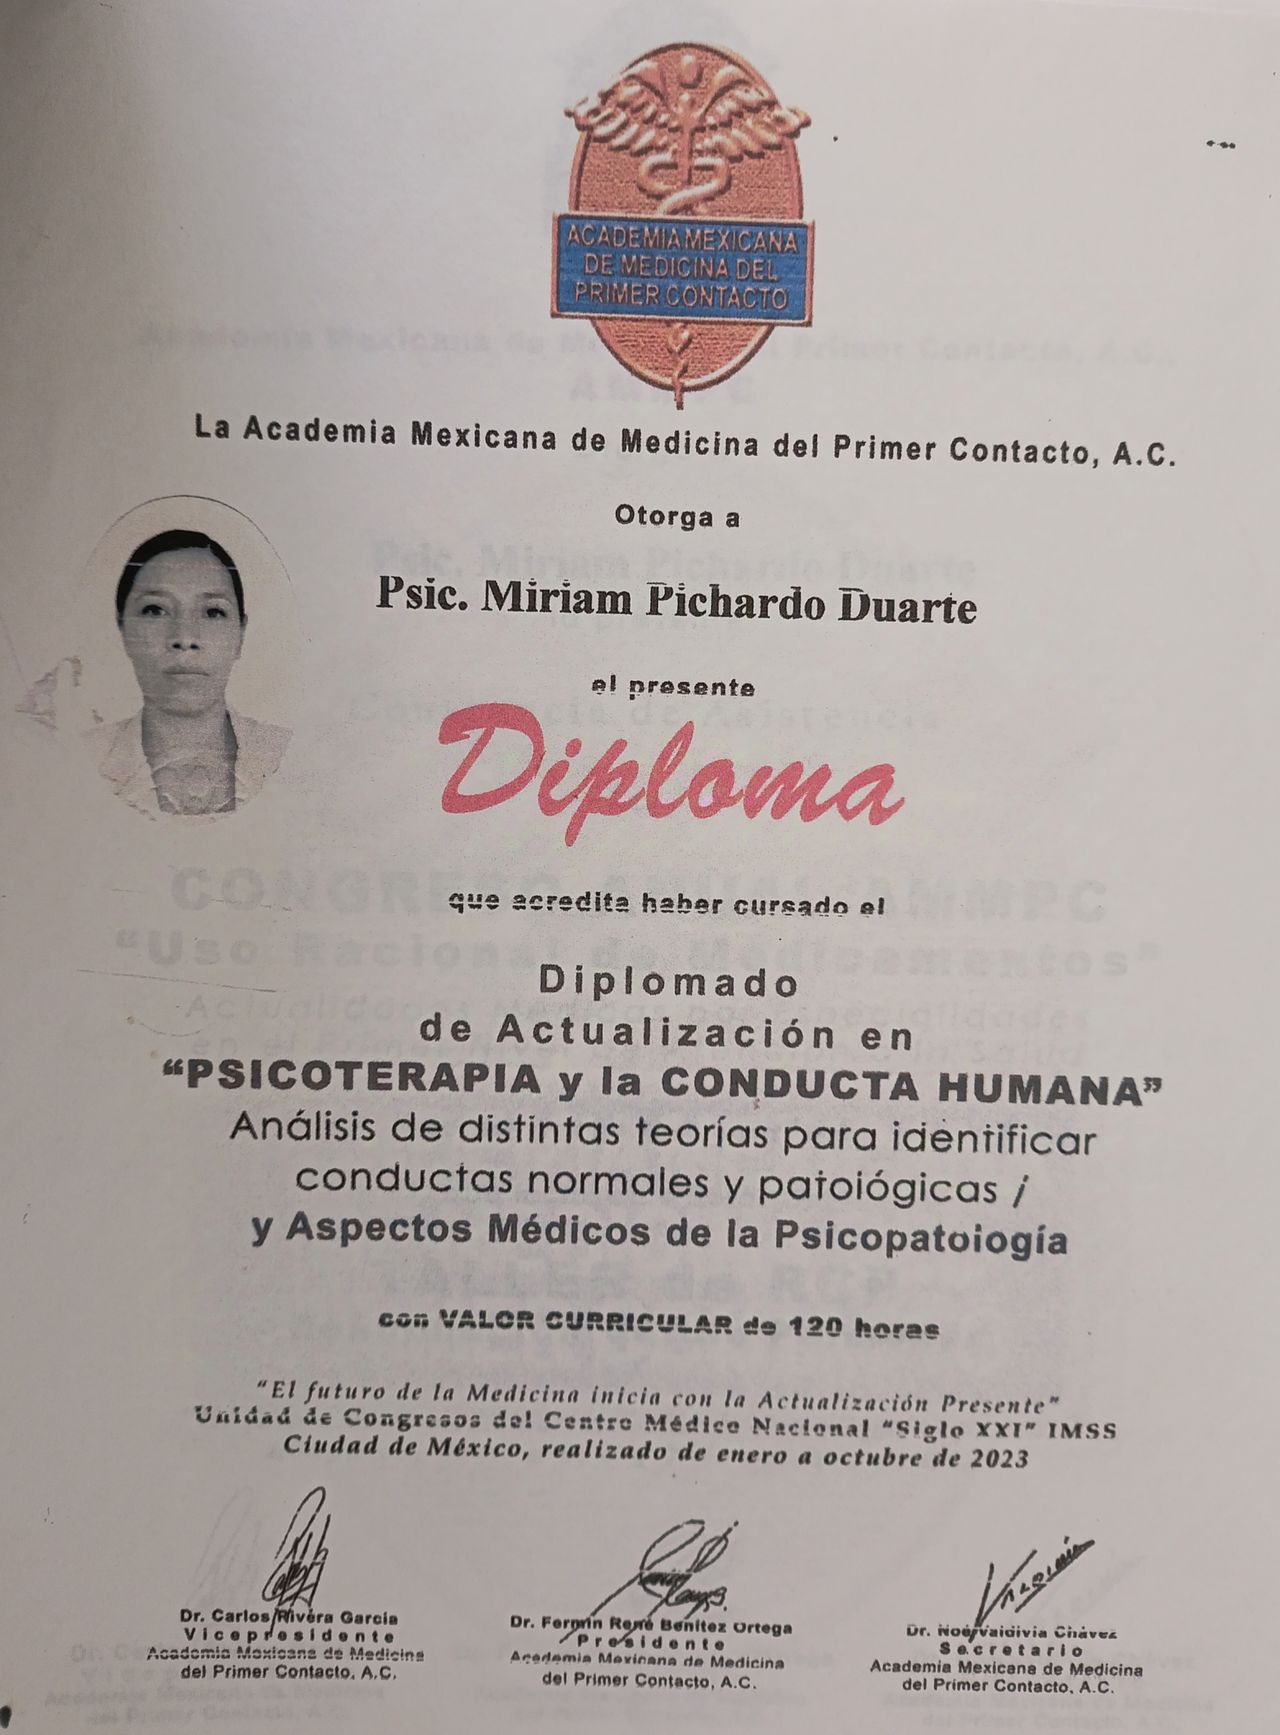 ACADEMIA MEXICANA
DE MEDICINA DEL
PRIMER CONTACTO
La Academia Mexicana de Medicina del Primer Contacto, A.C.
Otorga a
Psic. Miriam Pichardo Duarte
el presente
Diploma
que acredita haber cursado el
Diplomado
de Actualización en
“PSICOTERAPIA y la CONDUCTA HUMANA”
Análisis de distintas teorías para identificar
conductas normales y patológicas /
y Aspectos Médicos de la Psicopatología
con VALOR CURRICULAR de 120 horas
“El futuro de la Medicina inicia con la Actualización Presente”
Unidad de Congresos del Centro Médico Nacional “Siglo XXI” IMSS
Ciudad de México, realizado de enero a octubre de 2023
Dr. Carlos Rivera García
Vicepresidente
Academia Mexicana de Medicina
del Primer Contacto, A.C.
Dr. Fermín René Benítez Ortega
Presidente
Academia Mexicana de Medicina
del Primer Contacto, A.C.
Dr. Noé Valdivia Chávez
Secretario
Academia Mexicana de Medicina
del Primer Contacto, A.C.